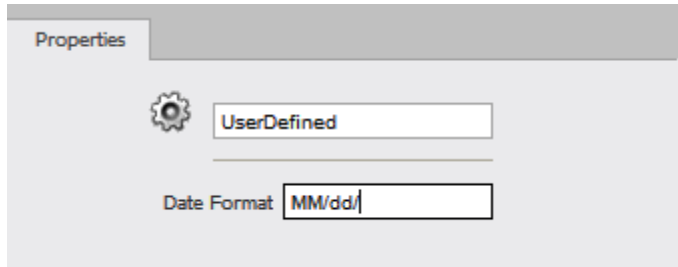 Properties
UserDefined
Date Format MM/dd/